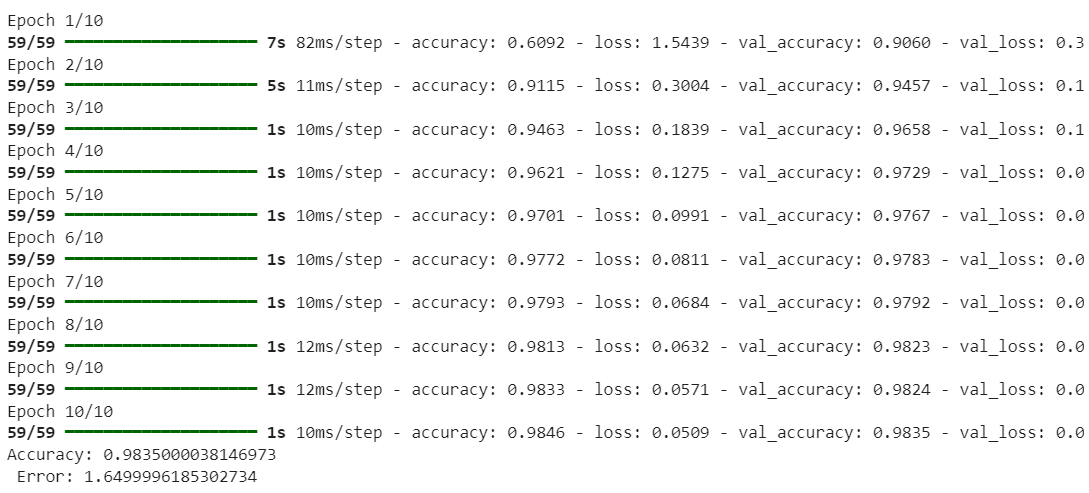 Epoch 1/10
59/59 ━━━━━━━━━━━━━━━━━━━━ 7s 82ms/step - accuracy: 0.6092 - loss: 1.5439 - val_accuracy: 0.9060 - val_loss: 0.3
Epoch 2/10
59/59 ━━━━━━━━━━━━━━━━━━━━ 5s 11ms/step - accuracy: 0.9115 - loss: 0.3004 - val_accuracy: 0.9457 - val_loss: 0.1
Epoch 3/10
59/59 ━━━━━━━━━━━━━━━━━━━━ 1s 10ms/step - accuracy: 0.9463 - loss: 0.1839 - val_accuracy: 0.9658 - val_loss: 0.1
Epoch 4/10
59/59 ━━━━━━━━━━━━━━━━━━━━ 1s 10ms/step - accuracy: 0.9621 - loss: 0.1275 - val_accuracy: 0.9729 - val_loss: 0.0
Epoch 5/10
59/59 ━━━━━━━━━━━━━━━━━━━━ 1s 10ms/step - accuracy: 0.9701 - loss: 0.0991 - val_accuracy: 0.9767 - val_loss: 0.0
Epoch 6/10
59/59 ━━━━━━━━━━━━━━━━━━━━ 1s 10ms/step - accuracy: 0.9772 - loss: 0.0811 - val_accuracy: 0.9783 - val_loss: 0.0
Epoch 7/10
59/59 ━━━━━━━━━━━━━━━━━━━━ 1s 10ms/step - accuracy: 0.9793 - loss: 0.0684 - val_accuracy: 0.9792 - val_loss: 0.0
Epoch 8/10
59/59 ━━━━━━━━━━━━━━━━━━━━ 1s 12ms/step - accuracy: 0.9813 - loss: 0.0632 - val_accuracy: 0.9823 - val_loss: 0.0
Epoch 9/10
59/59 ━━━━━━━━━━━━━━━━━━━━ 1s 12ms/step - accuracy: 0.9833 - loss: 0.0571 - val_accuracy: 0.9824 - val_loss: 0.0
Epoch 10/10
59/59 ━━━━━━━━━━━━━━━━━━━━ 1s 10ms/step - accuracy: 0.9846 - loss: 0.0509 - val_accuracy: 0.9835 - val_loss: 0.0
Accuracy: 0.9835000038146973
 Error: 1.6499996185302734